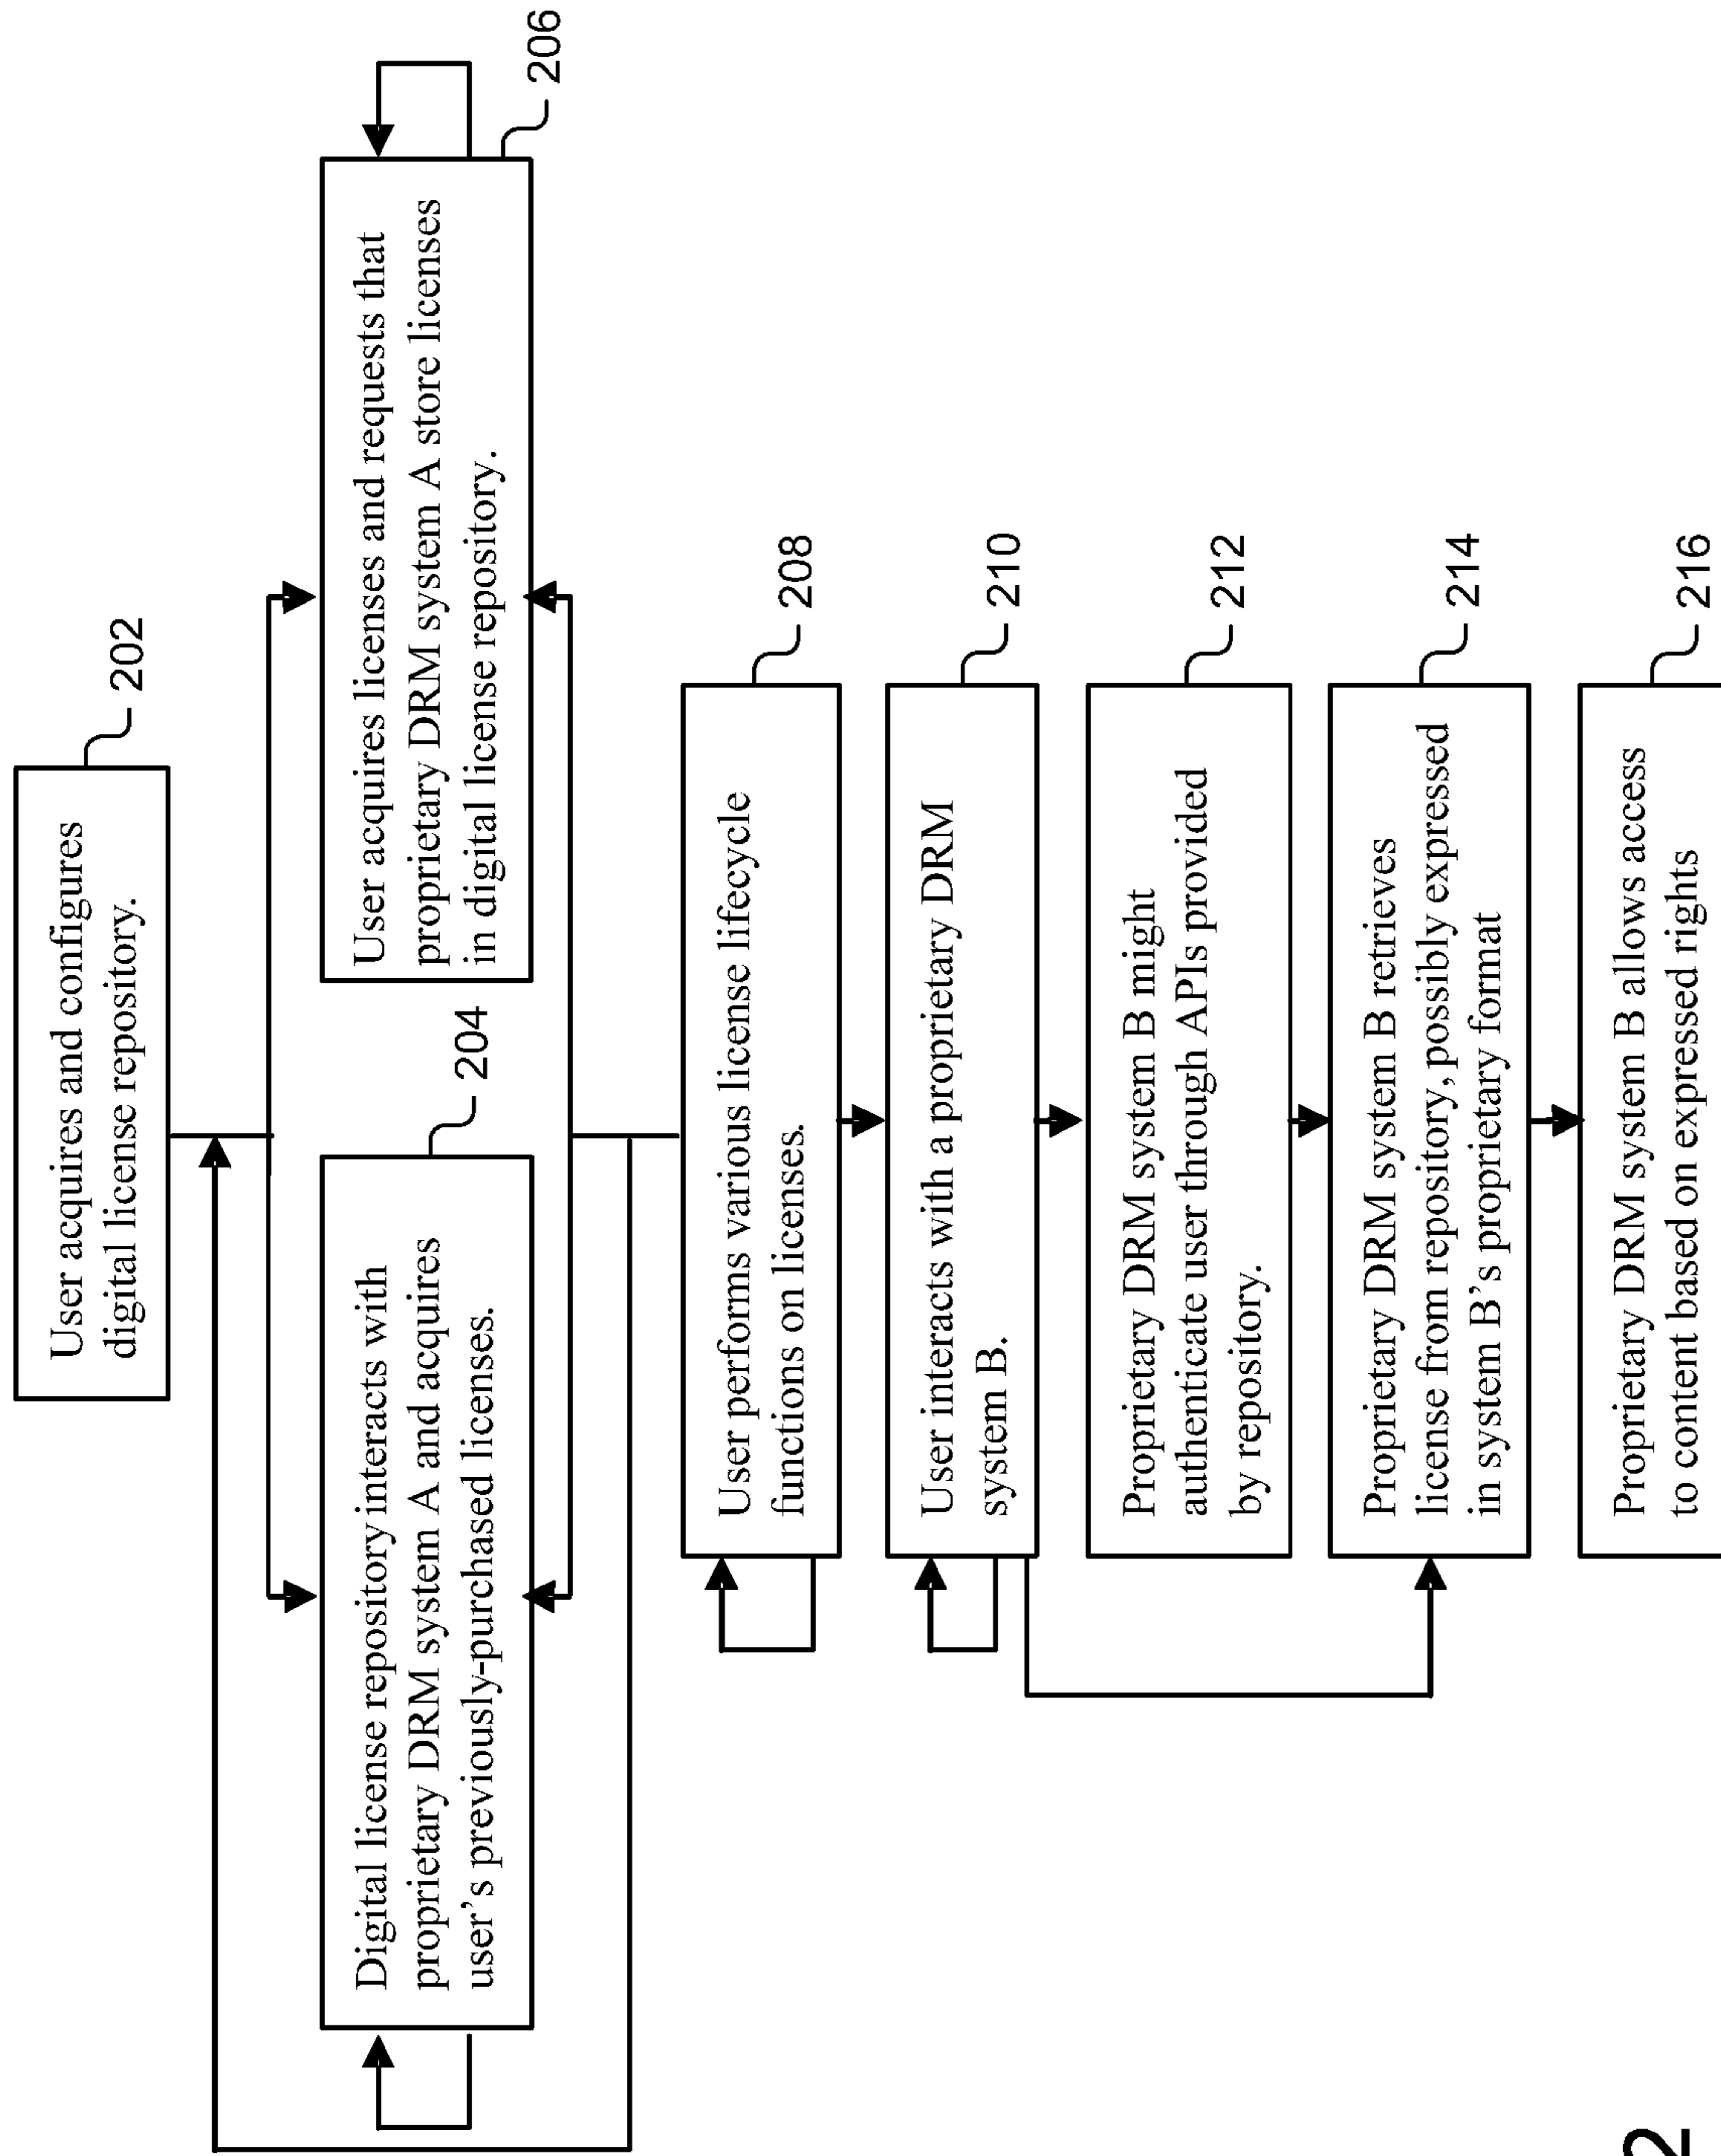 User acquires and configures
digital license repository.
202
Digital license repository interacts with
proprietary DRM system A and acquires
user's previously-purchased licenses.
204
User acquires licenses and requests that
proprietary DRM system A store licenses
in digital license repository.
206
User performs various license lifecycle
functions on licenses.
208
User interacts with a proprietary DRM
system B.
210
Proprietary DRM system B might
authenticate user through APIs provided
by repository.
212
Proprietary DRM system B retrieves
license from repository, possibly expressed
in system B's proprietary format
214
Proprietary DRM system B allows access
to content based on expressed rights
216
2